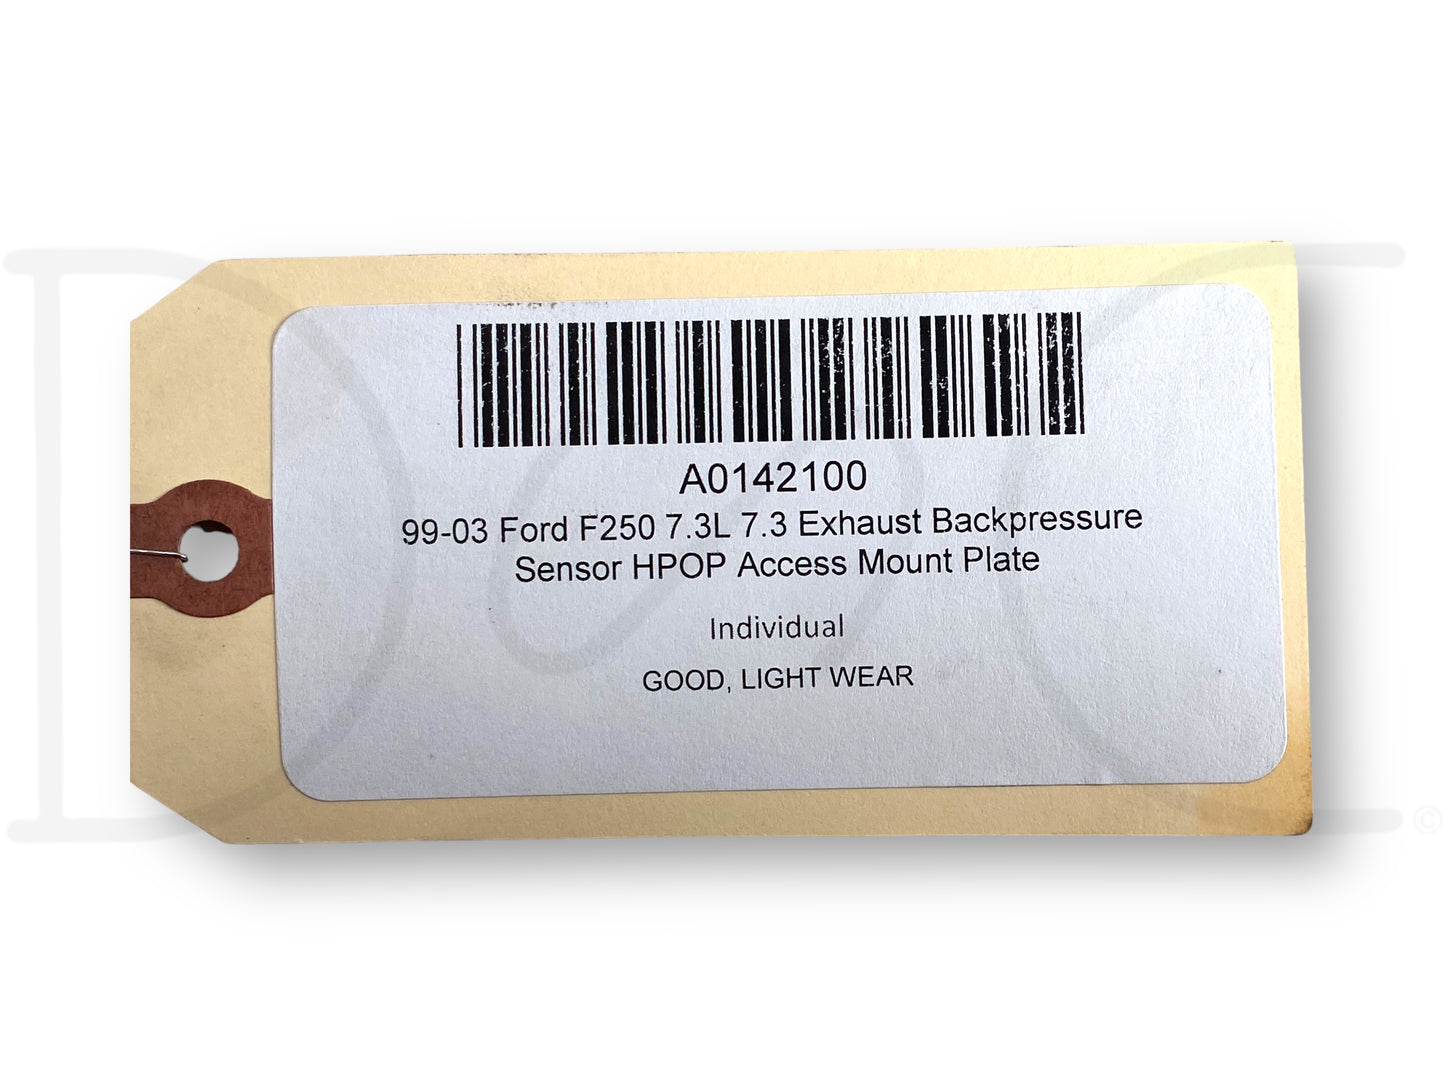 A0142100
99-03 Ford F250 7.3L 7.3 Exhaust Backpressure
Sensor HPOP Access Mount Plate
Individual
GOOD, LIGHT WEAR
©